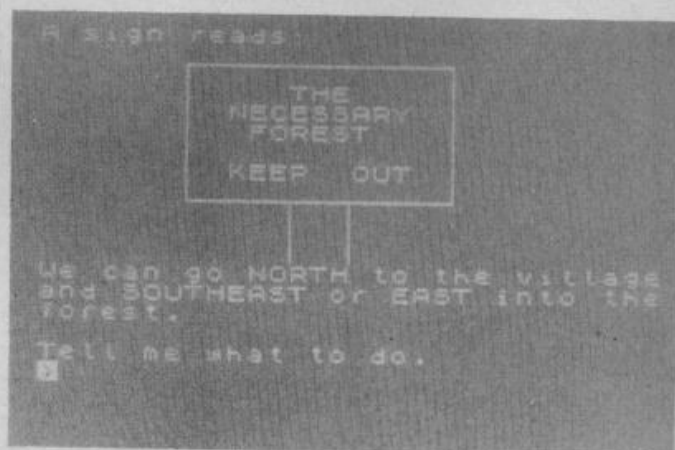 A sign reads:
THE
NECESSARY
FOREST
KEEP OUT
We can go NORTH to the village
and SOUTHEAST or EAST into the
forest.
Tell me what to do.